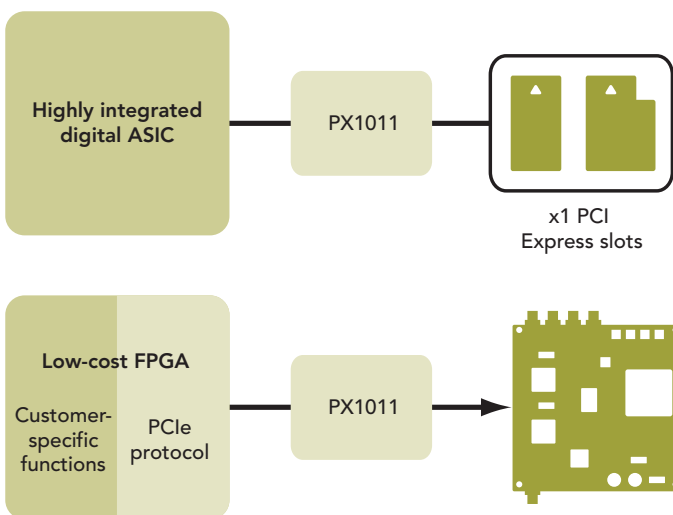 Highly integrated
digital ASIC
PX1011
x1 PCI
Express slots
Low-cost FPGA
Customer-
specific
functions
PCIe
protocol
PX1011